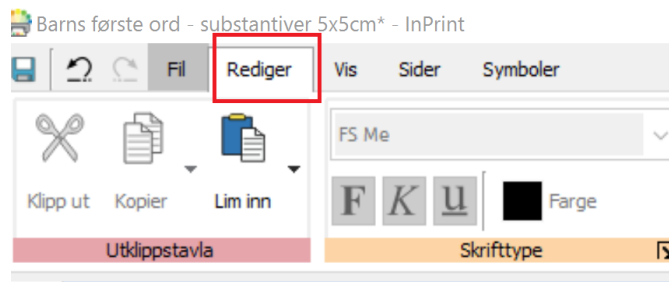 Barns første ord - substantiver 5x5cm* - InPrint
Fil Rediger Vis Sider Symboler
FS Me
Klipp ut Kopier Lim inn F K u Farge
Utklippstavla Skrifttype